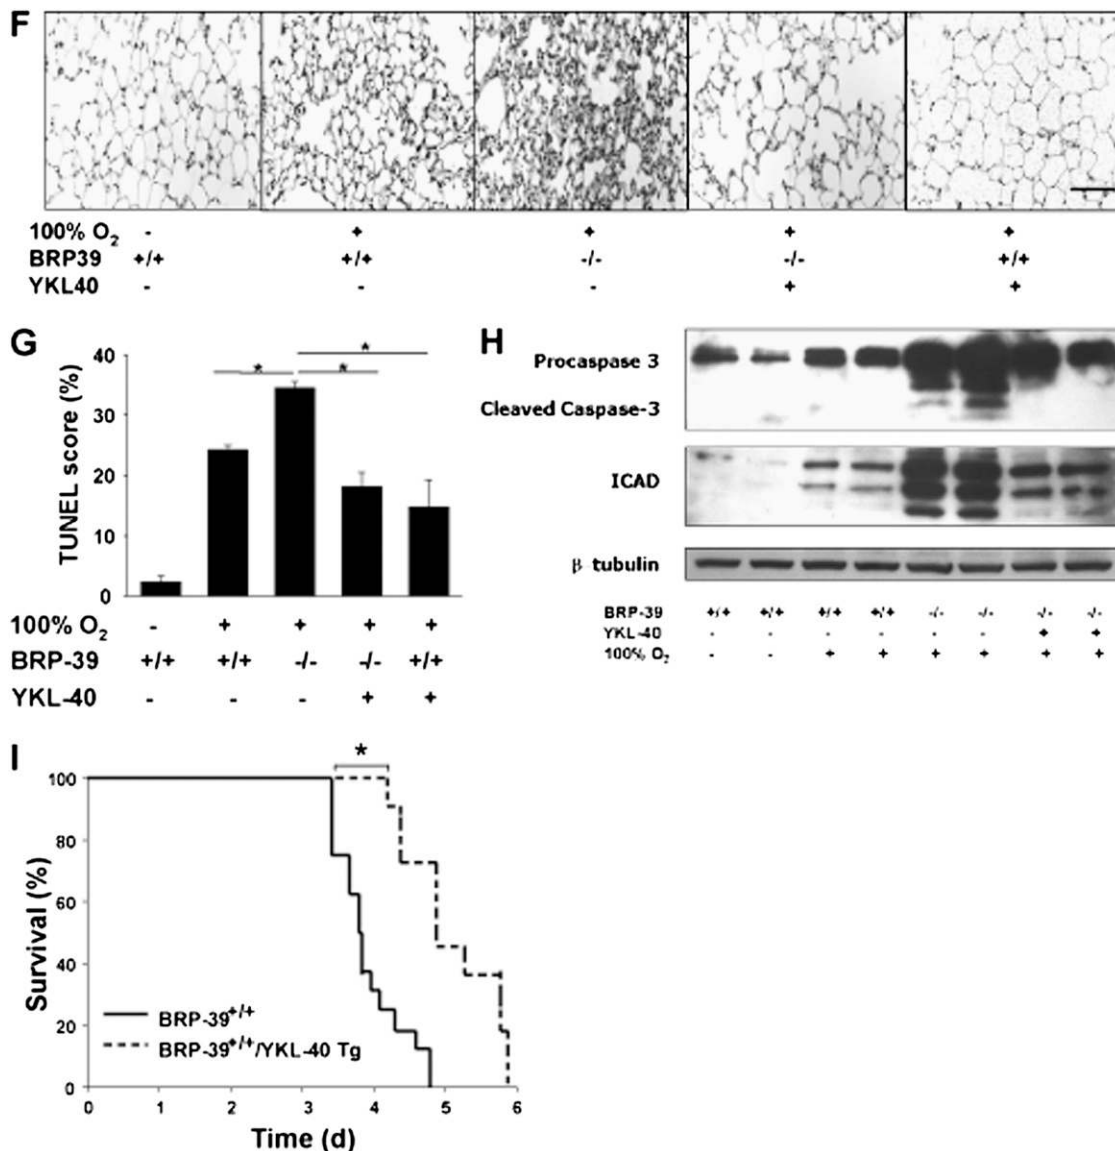 F
100% O2 - + + + +
BRP39 +/+ +/+ -/- -/- +/+
YKL40 - - - + +
G
TUNEL score (%)
40
30
20
10
0
* * *
100% O2 - + + + +
BRP-39 +/+ +/+ -/- -/- +/+
YKL-40 - - - + +
H
Procaspase 3
Cleaved Caspase-3
ICAD
β tubulin
BRP-39 +/+ +/+ +/+ +/+ -/- -/- -/- -/-
YKL-40 - - - - - - + +
100% O2 - - + + + + + +
I
*
Survival (%)
100
80
60
40
20
0
BRP-39+/+
BRP-39+/+/YKL-40 Tg
0 1 2 3 4 5 6
Time (d)